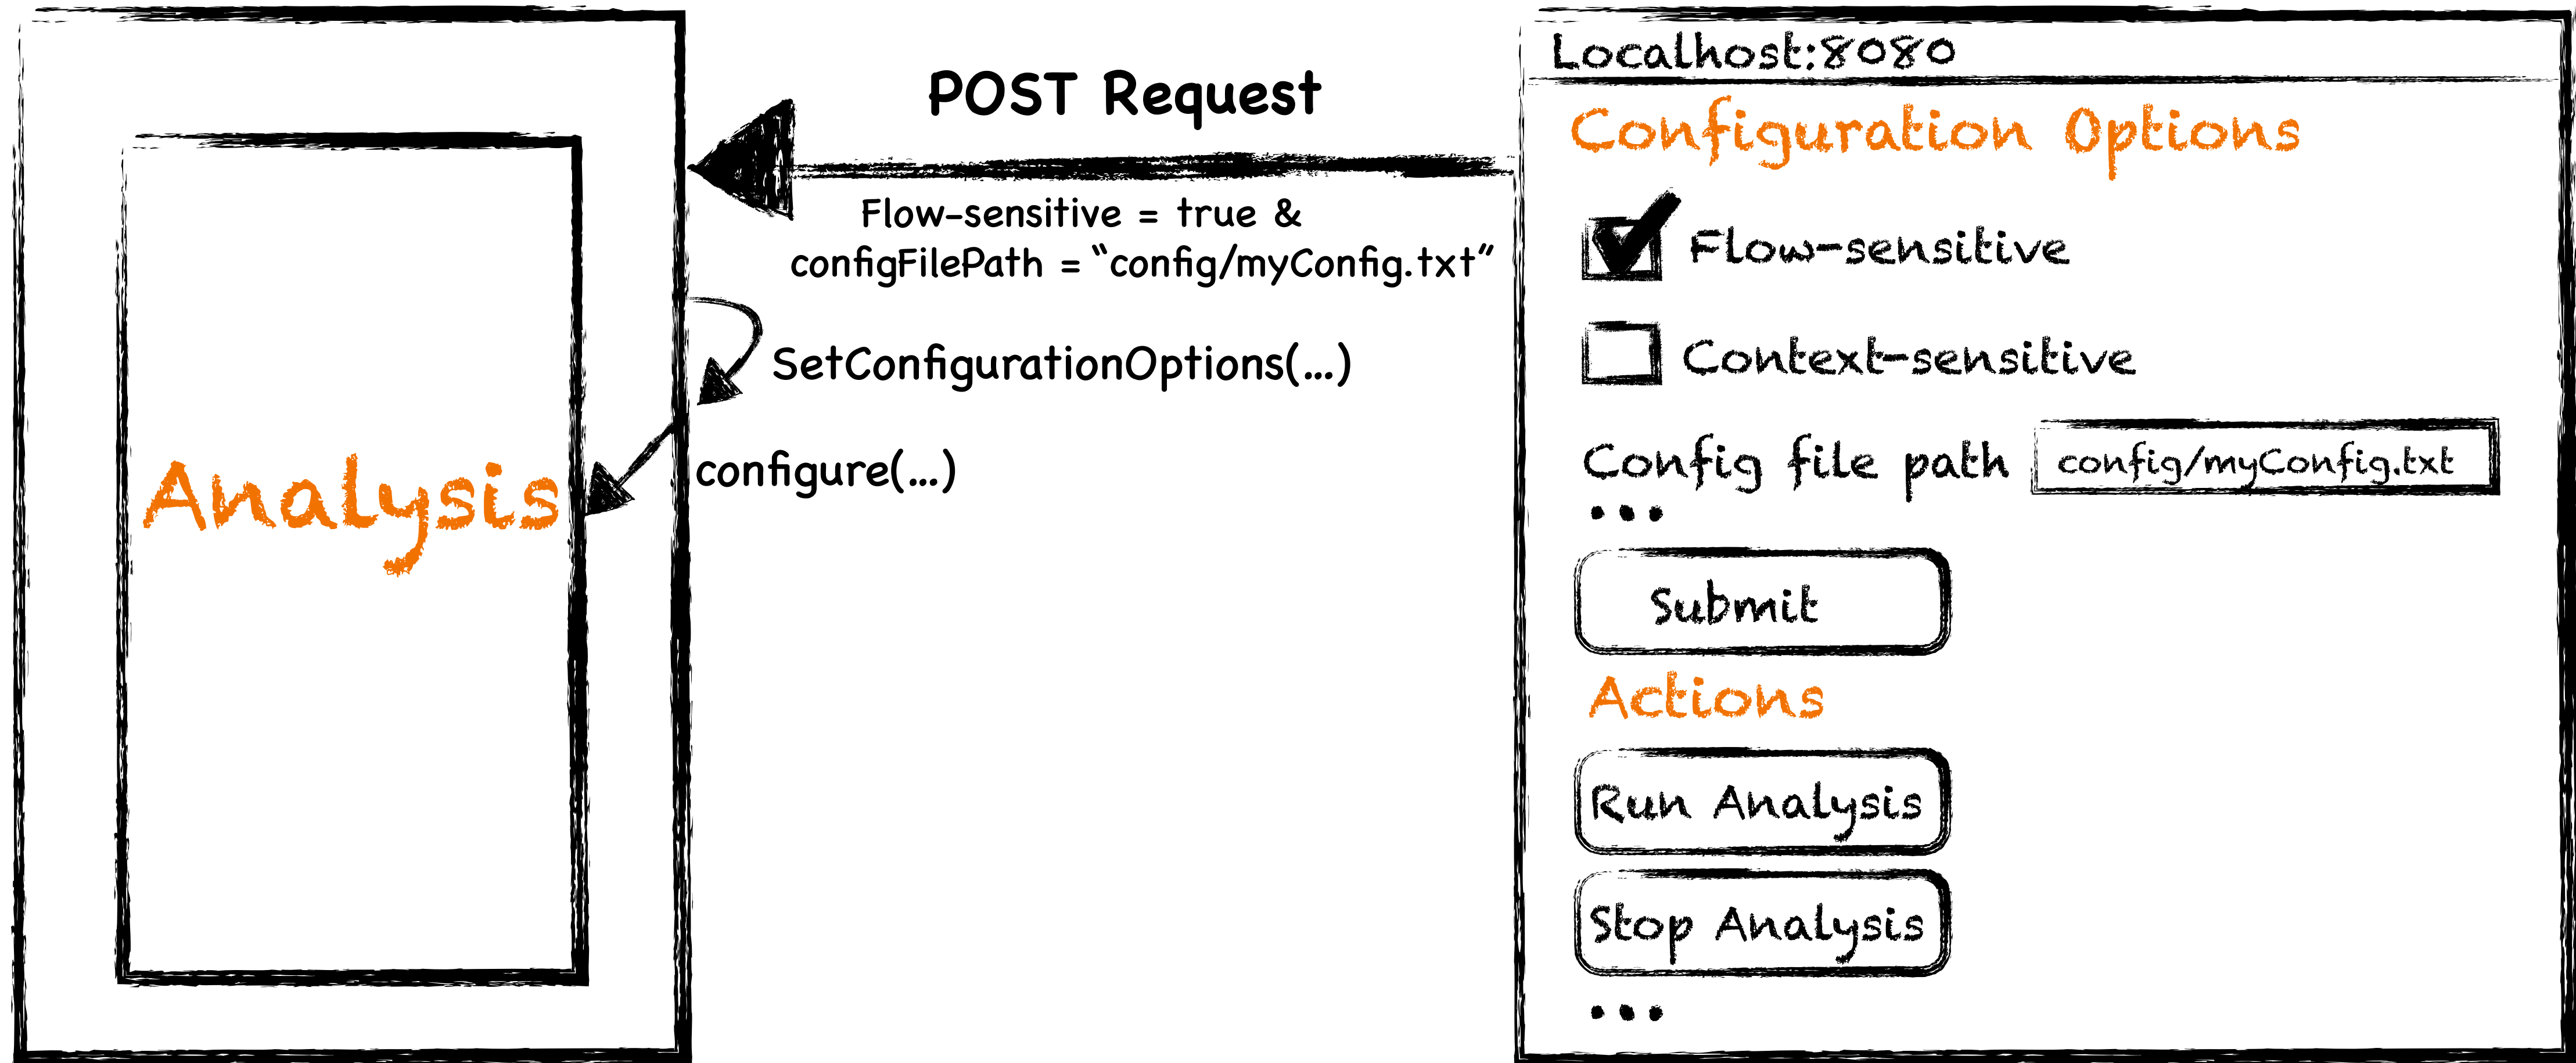 Analysis
POST Request
Flow-sensitive = true &
configFilePath = “config/myConfig.txt”
SetConfigurationOptions(...)
configure(...)
Localhost:8080
Configuration Options
Flow-sensitive
Context-sensitive
Config file path config/myConfig.txt
...
Submit
Actions
Run Analysis
Stop Analysis
...